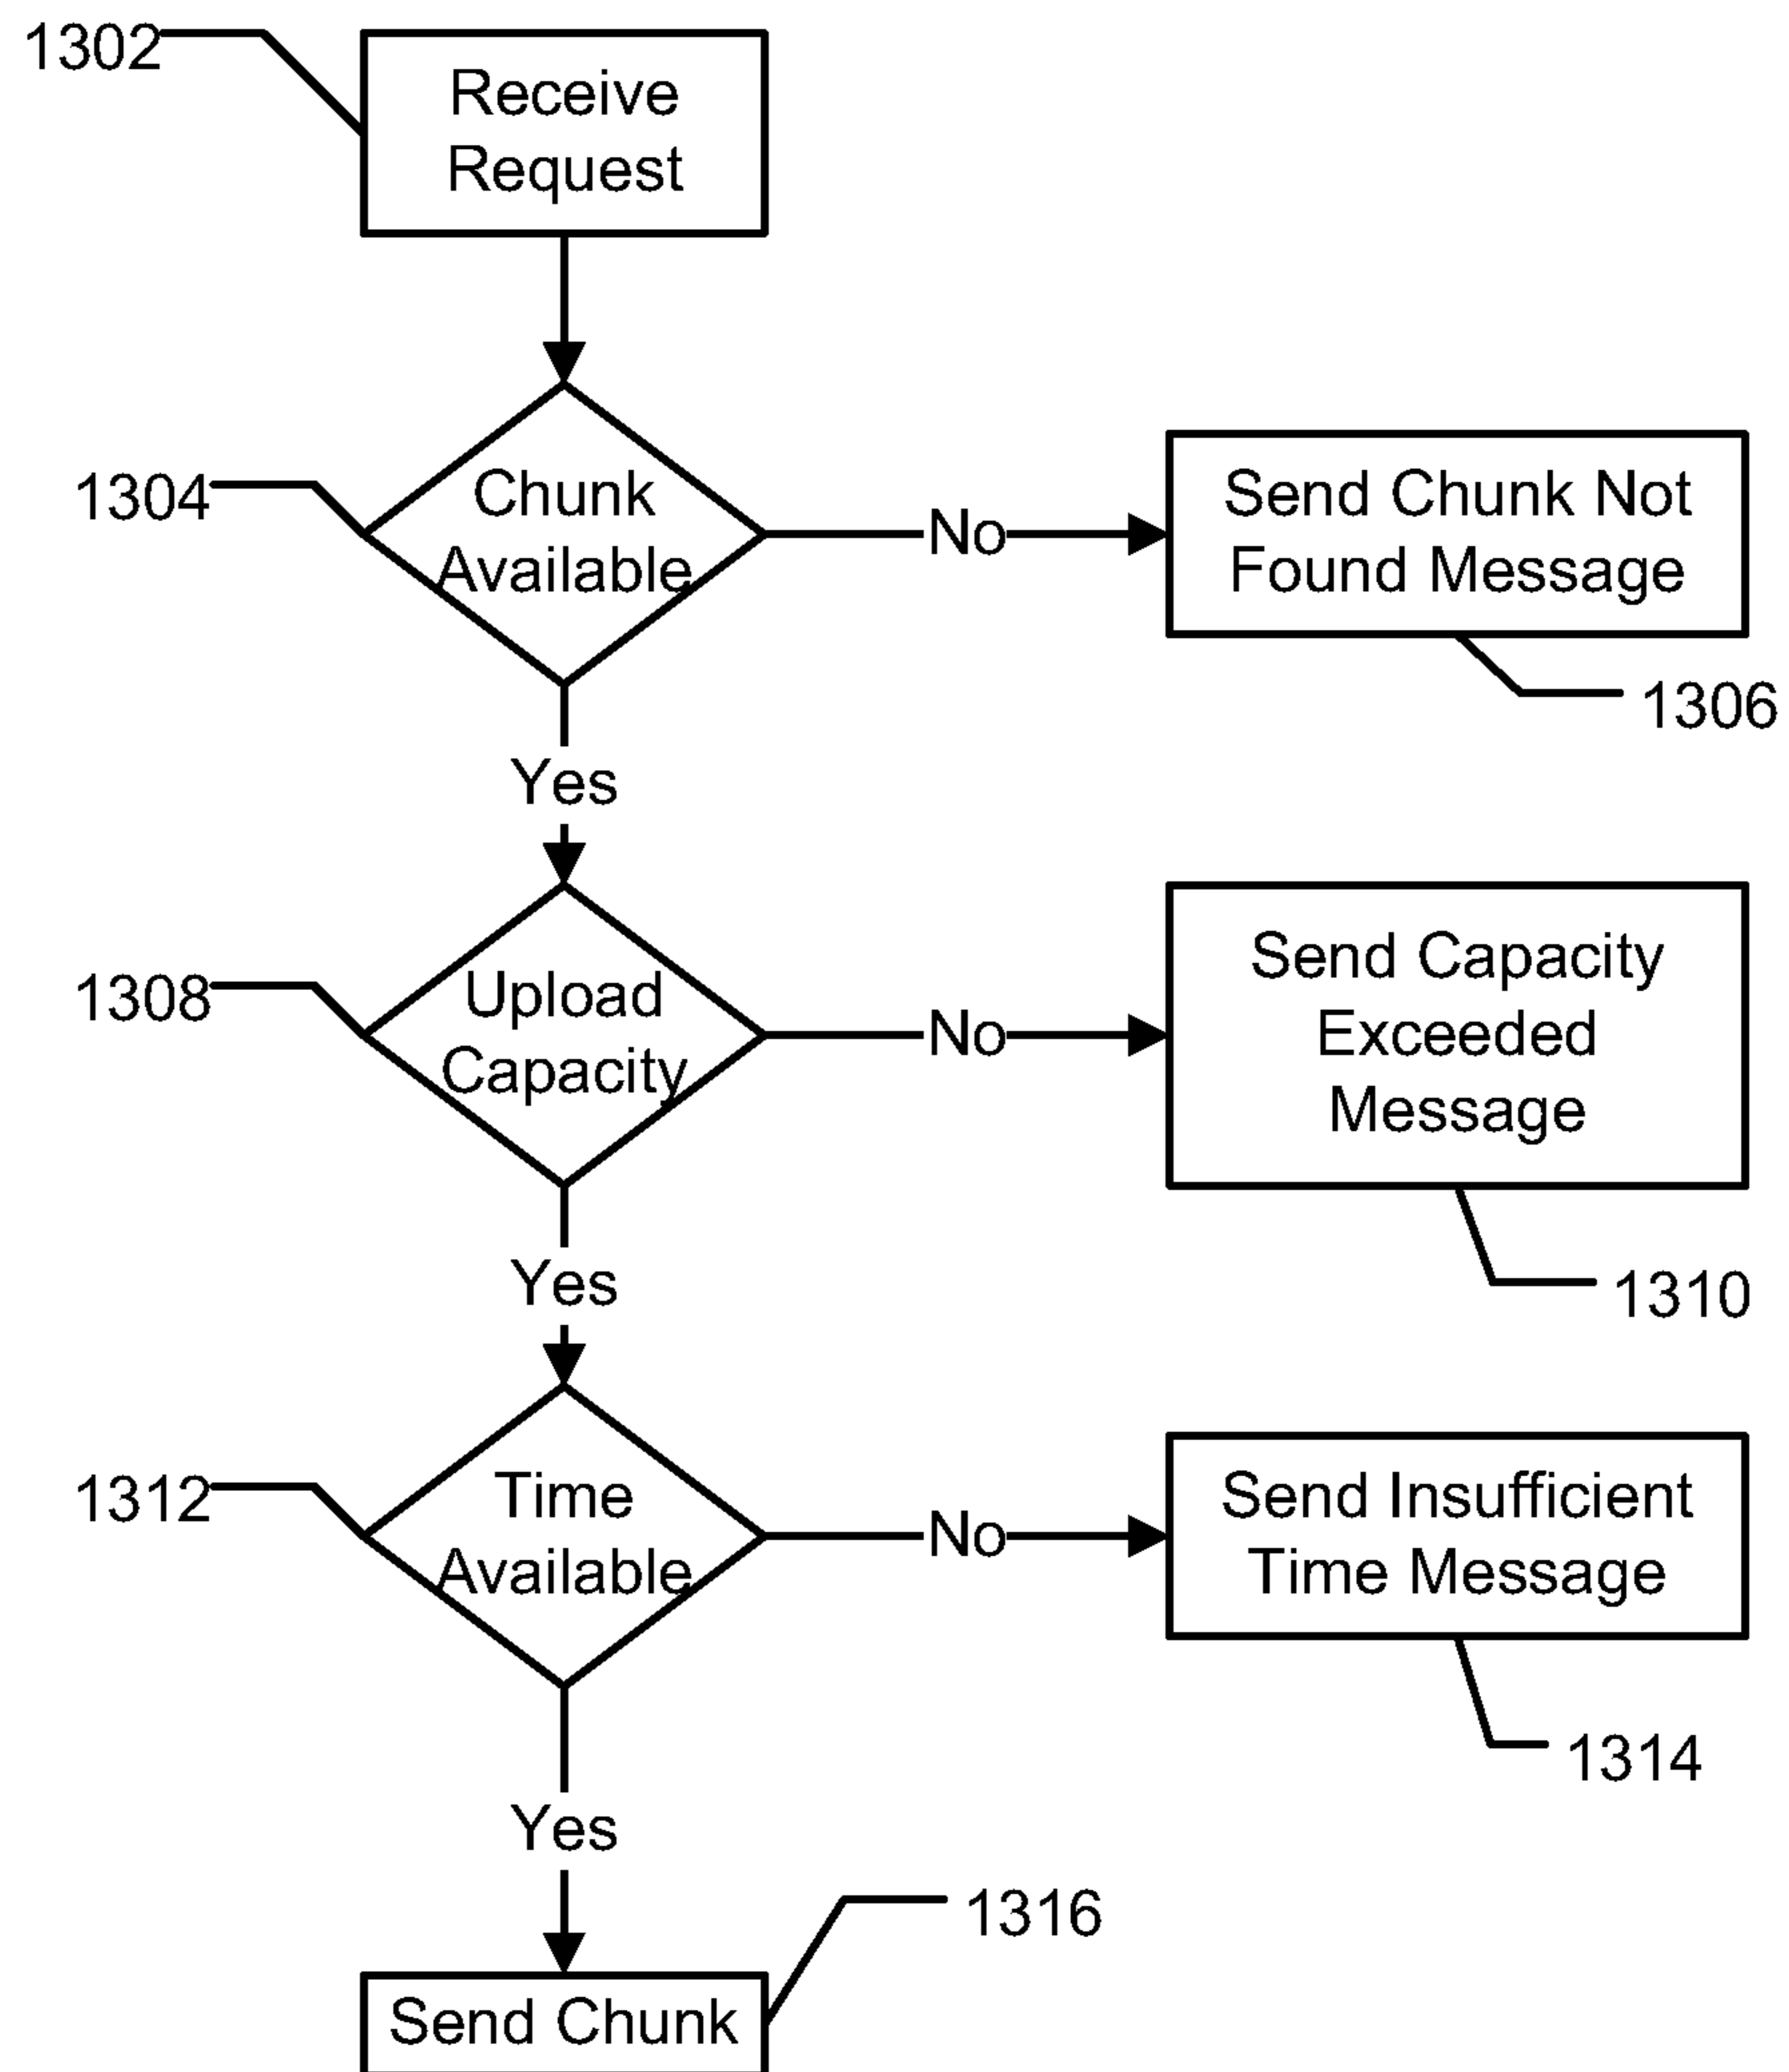 1302
Receive
Request
1304
Chunk
Available
No
Send Chunk Not
Found Message
1306
Yes
1308
Upload
Capacity
No
Send Capacity
Exceeded
Message
1310
Yes
1312
Time
Available
No
Send Insufficient
Time Message
1314
Yes
1316
Send Chunk